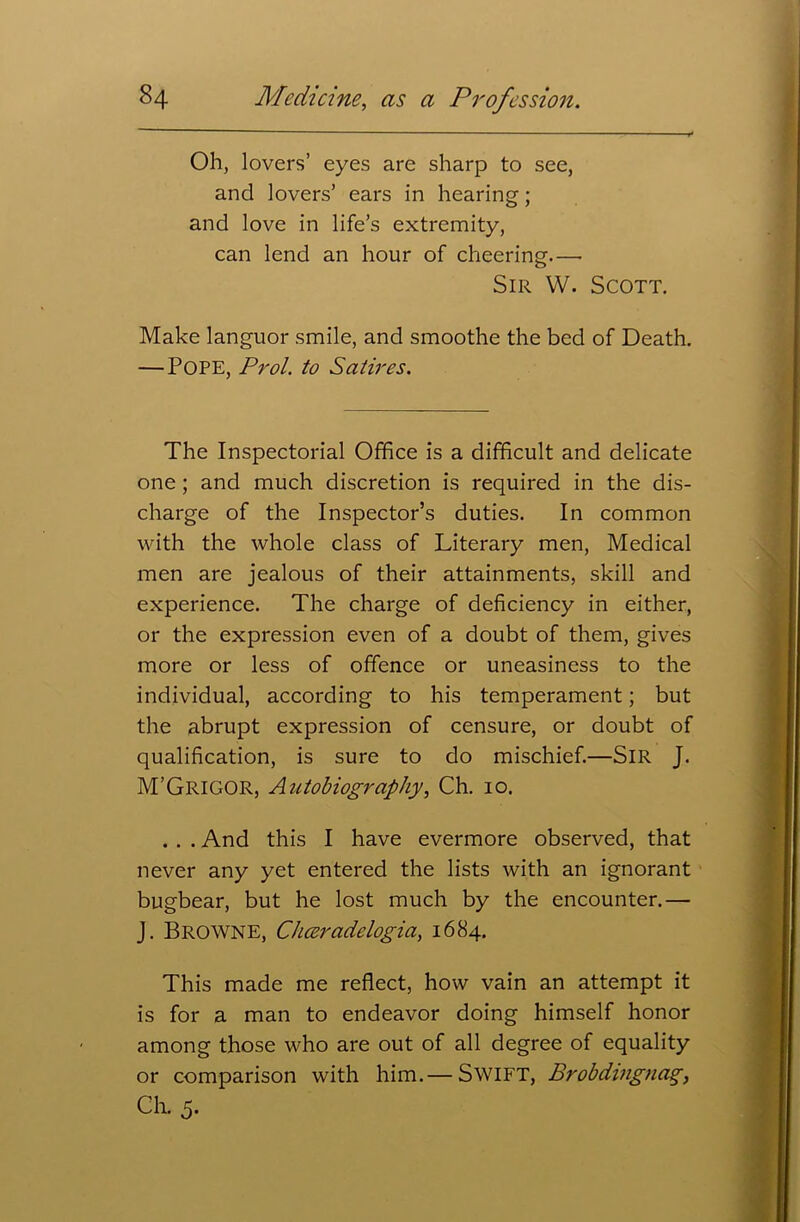 84 Medicine, as a Profession.
Oh, lovers’ eyes are sharp to see,
and lovers’ ears in hearing;
and love in life’s extremity,
can lend an hour of cheering.—
SIR W. SCOTT.
Make languor smile, and smoothe the bed of Death.
—POPE, Prol. to Satires.
The Inspectorial Office is a difficult and delicate
one; and much discretion is required in the dis-
charge of the Inspector’s duties. In common
with the whole class of Literary men, Medical
men are jealous of their attainments, skill and
experience. The charge of deficiency in either,
or the expression even of a doubt of them, gives
more or less of offence or uneasiness to the
individual, according to his temperament; but
the abrupt expression of censure, or doubt of
qualification, is sure to do mischief.—SIR J.
M’GRIGOR, Autobiography, Ch. 10.
. . . And this I have evermore observed, that
never any yet entered the lists with an ignorant
bugbear, but he lost much by the encounter.—
J. BROWNE, Chæradelogia, 1684.
This made me reflect, how vain an attempt it
is for a man to endeavor doing himself honor
among those who are out of all degree of equality
or comparison with him.—SWIFT, Brobdingnag,
Ch. 5.